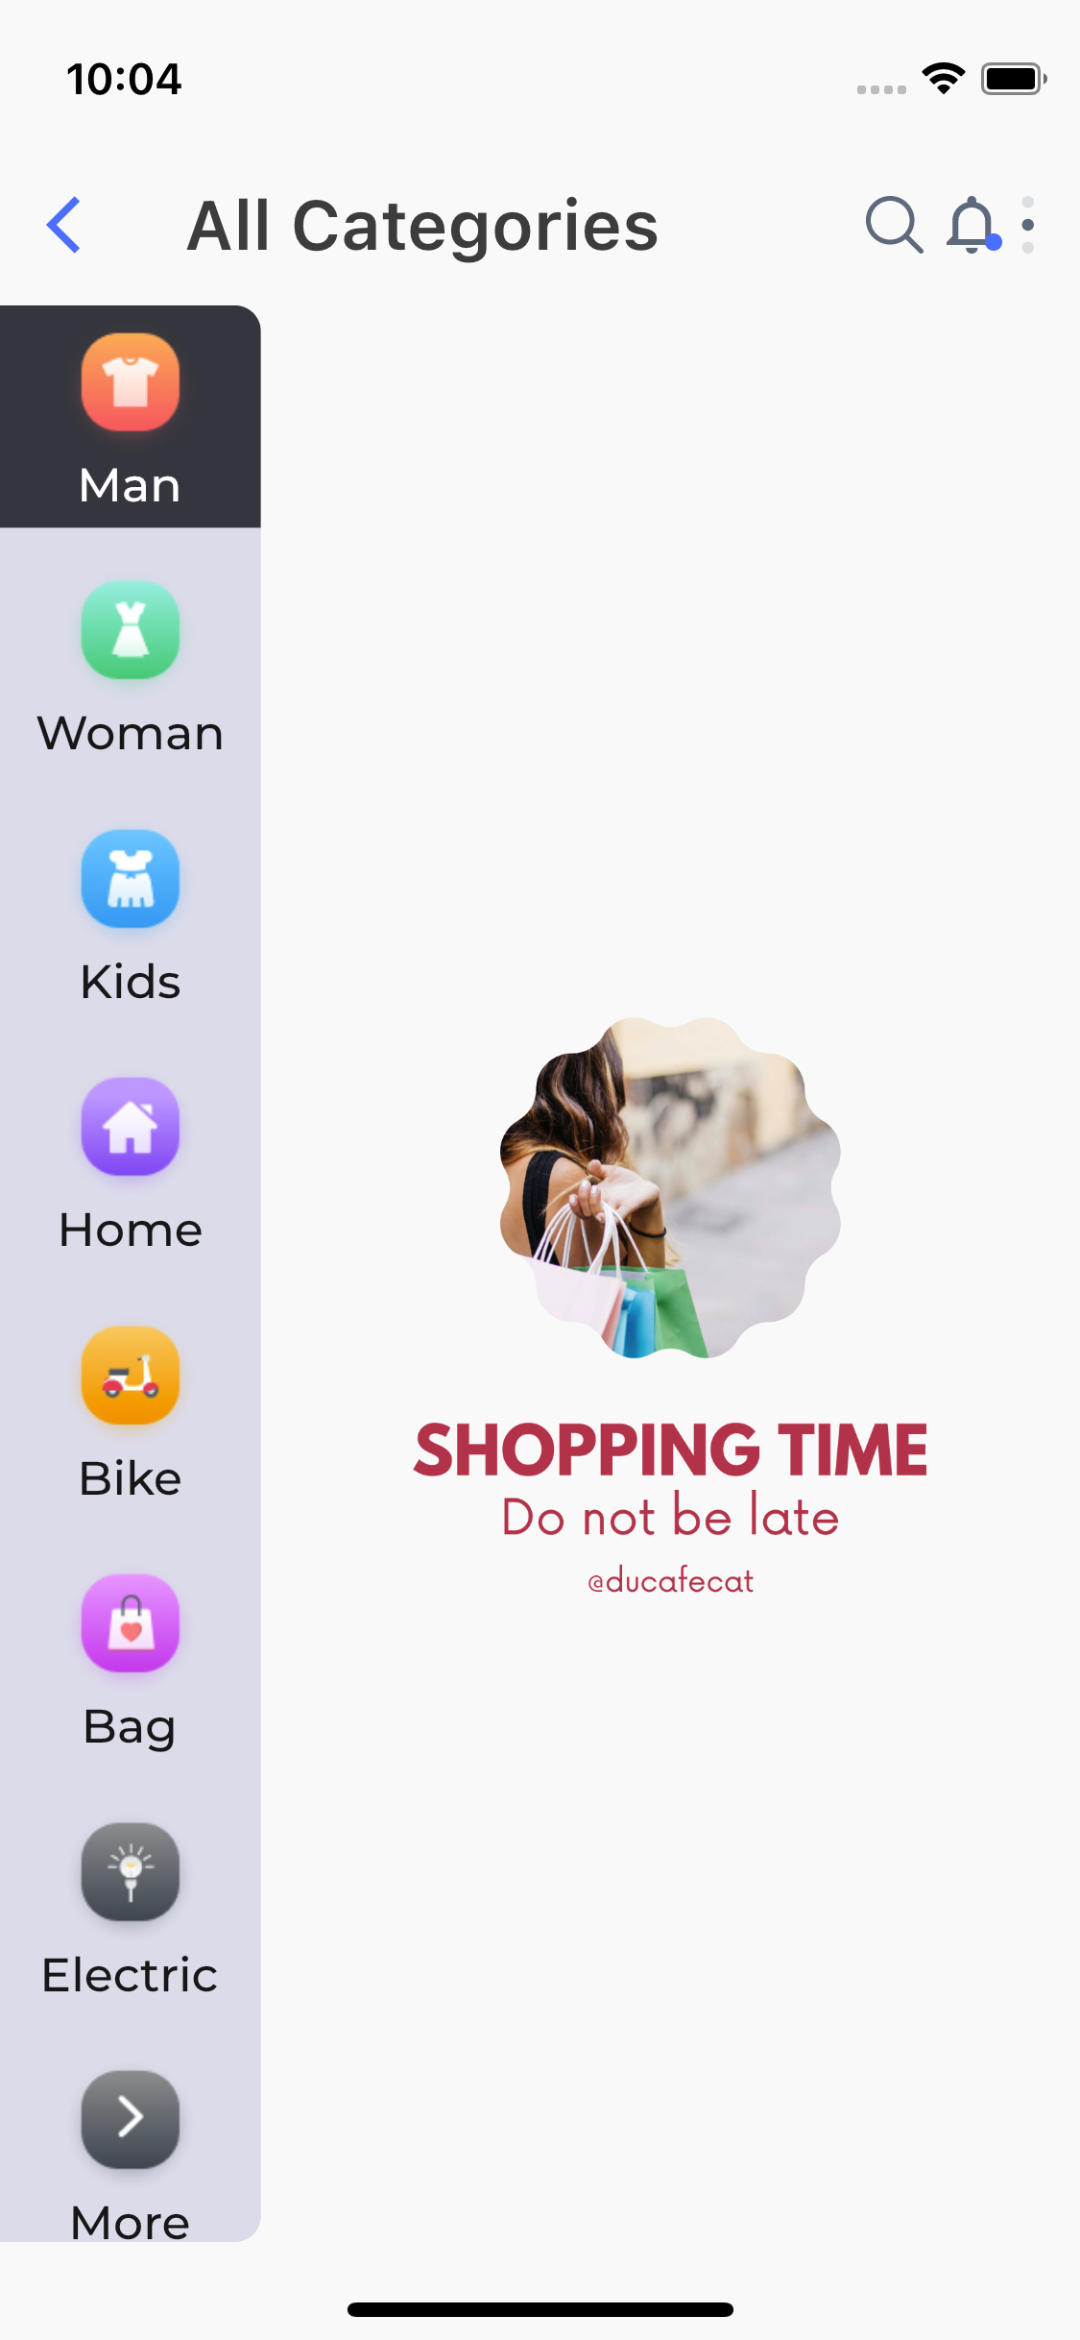 10:04
All Categories
Man
Woman
Kids
Home
Bike
Bag
Electric
More
SHOPPING TIME
Do not be late
@ducafecat